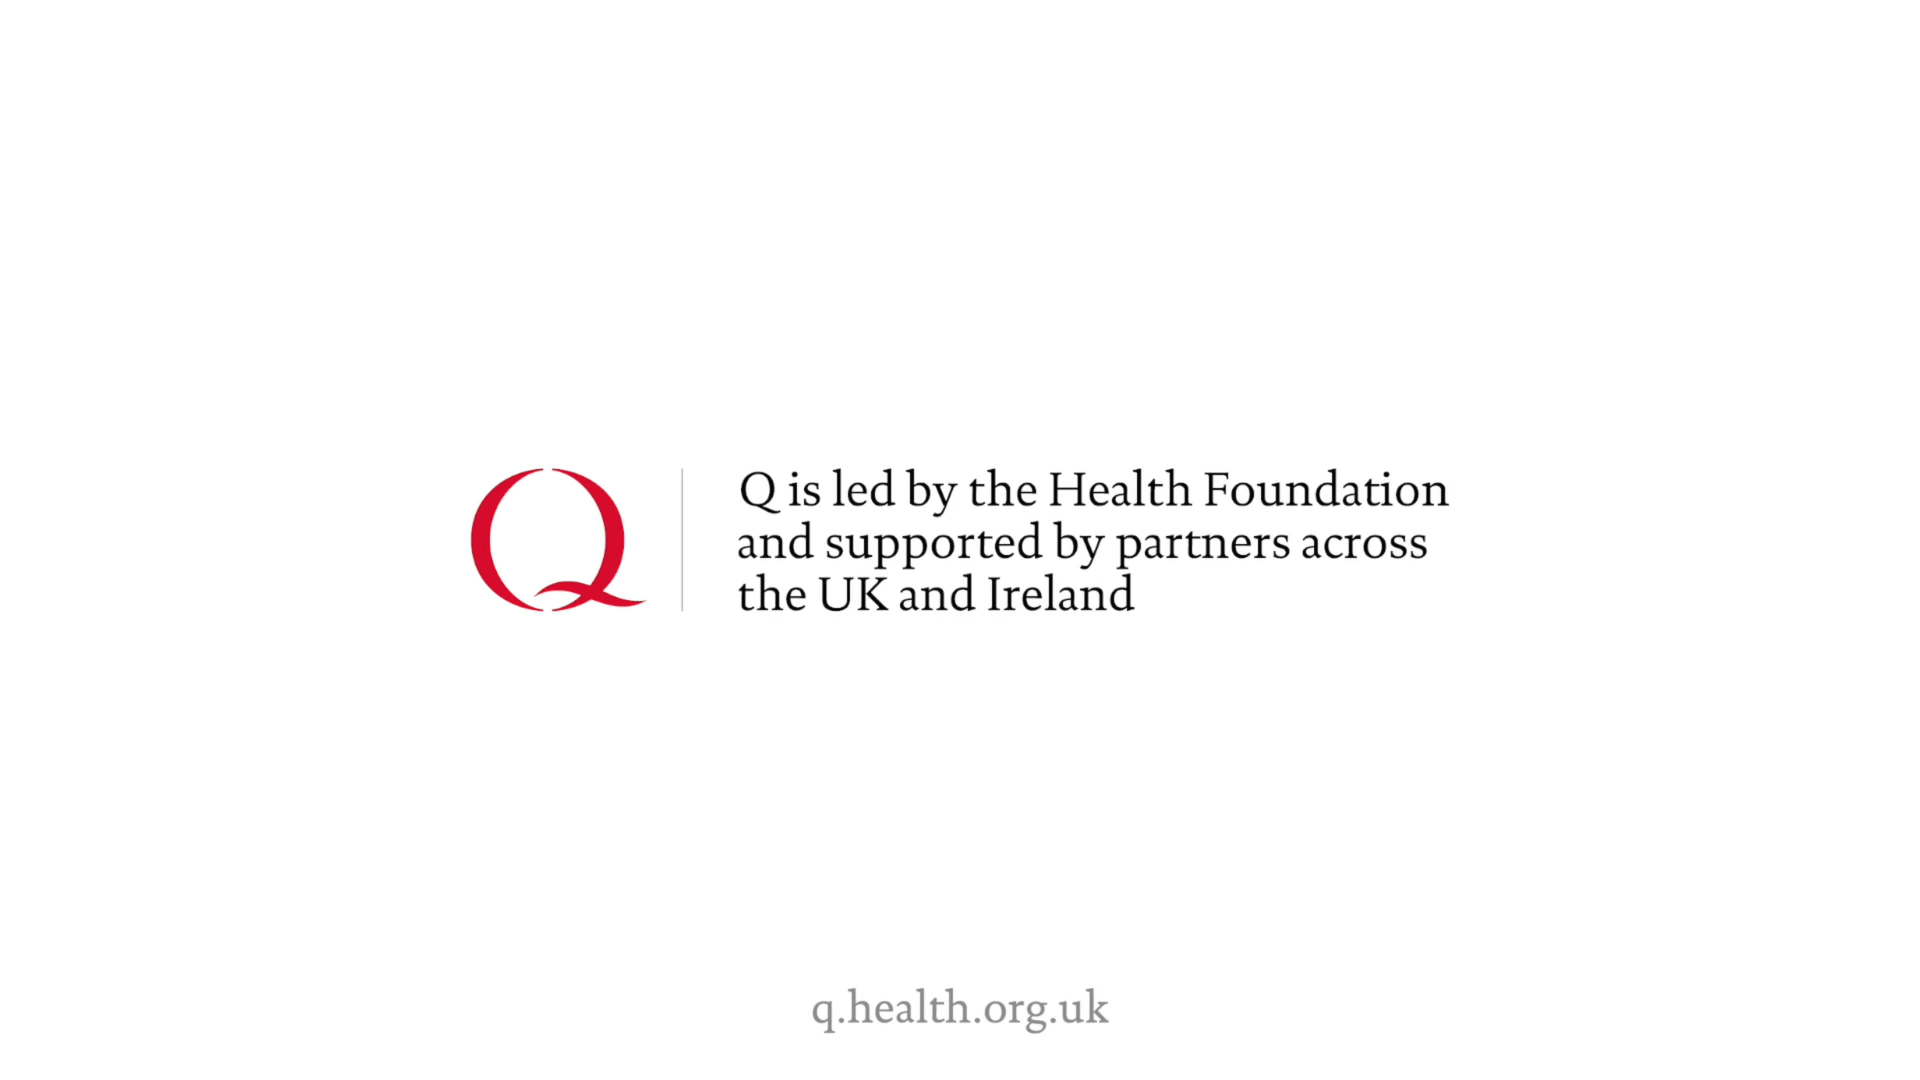 Q
Q is led by the Health Foundation
and supported by partners across
the UK and Ireland
q.health.org.uk